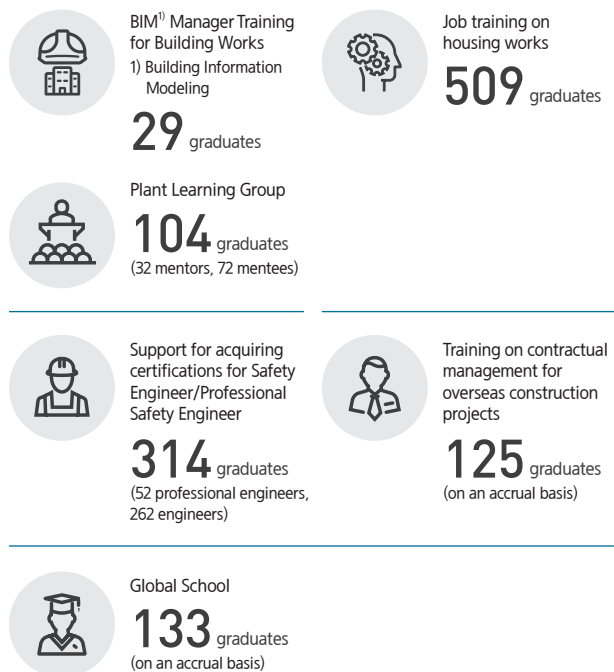 BIM1) Manager Training
for Building Works
1) Building Information
Modeling
29 graduates
Job training on
housing works
509 graduates
Plant Learning Group
104 graduates
(32 mentors, 72 mentees)
Support for acquiring
certifications for Safety
Engineer/Professional
Safety Engineer
314 graduates
(52 professional engineers,
262 engineers)
Training on contractual
management for
overseas construction
projects
125 graduates
(on an accrual basis)
Global School
133 graduates
(on an accrual basis)